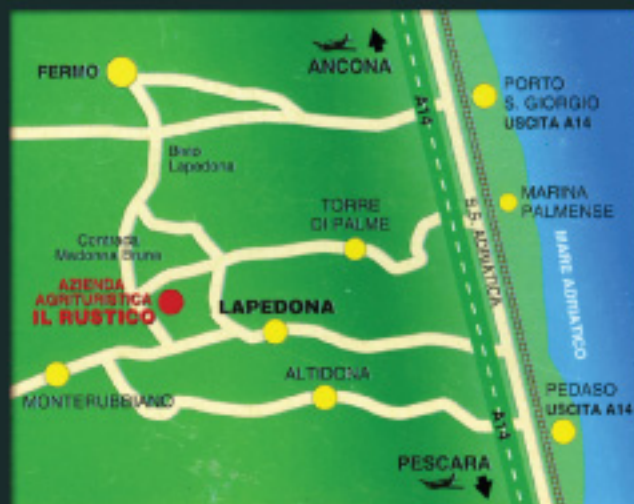 FERMO
ANCONA
A14
PORTO
S. GIORGIO
USCITA A14
Bivio
Lapedona
TORRE
DI PALME
MARINA
PALMENSE
S.S. ADRIATICA
MARE ADRIATICO
Contrada
Madonna Bruna
AZIENDA
AGRITURISTICA
IL RUSTICO
LAPEDONA
MONTERUBBIANO
ALTIDONA
PEDASO
USCITA A14
A14
PESCARA